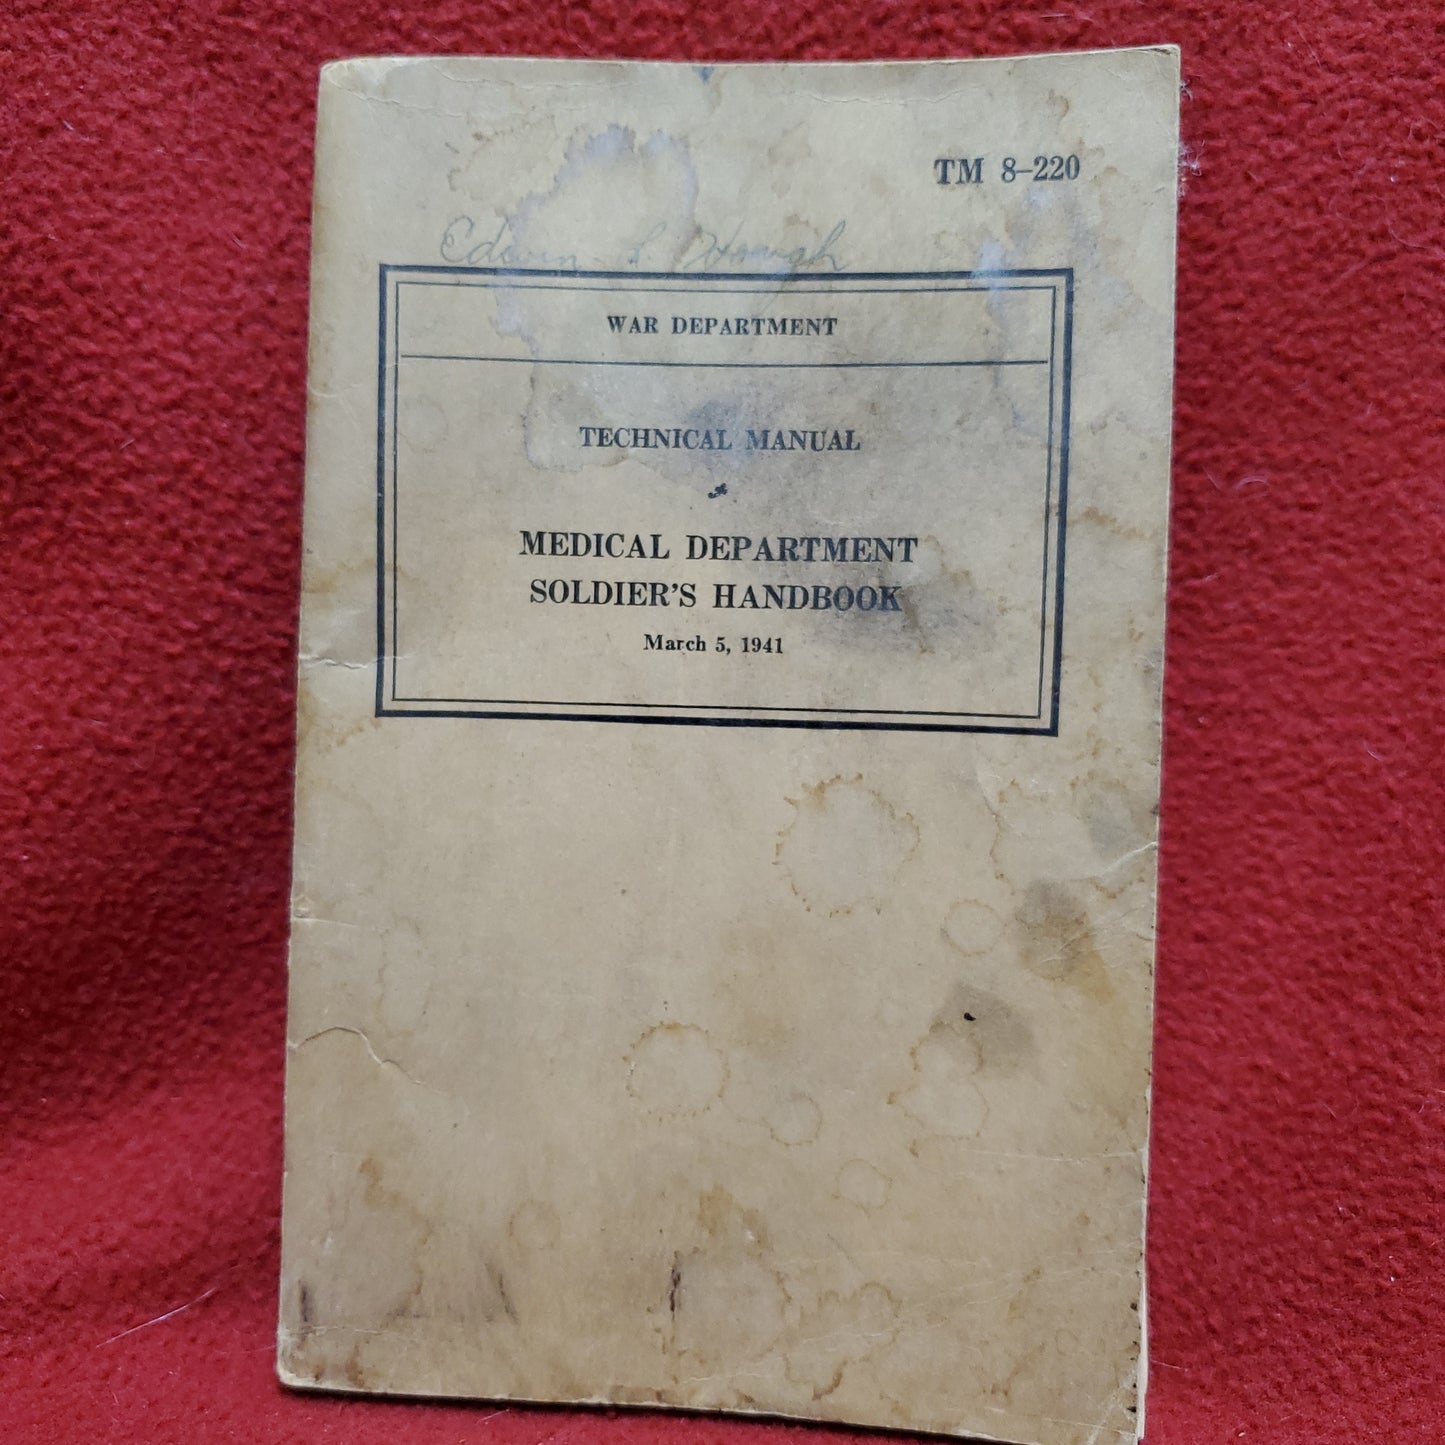 TM 8-220
Edwin L. Hough
WAR DEPARTMENT
TECHNICAL MANUAL
MEDICAL DEPARTMENT
SOLDIER'S HANDBOOK
March 5, 1941